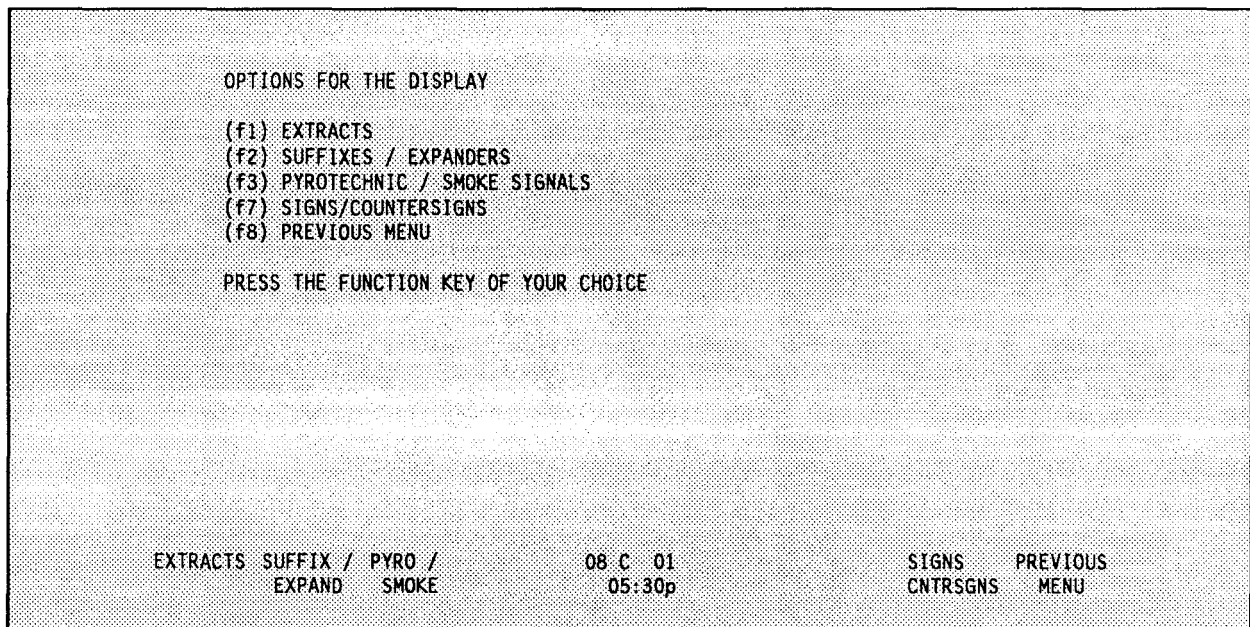 OPTIONS FOR THE DISPLAY
(f1) EXTRACTS
(f2) SUFFIXES / EXPANDERS
(f3) PYROTECHNIC / SMOKE SIGNALS
(f7) SIGNS/COUNTERSIGNS
(f8) PREVIOUS MENU
PRESS THE FUNCTION KEY OF YOUR CHOICE
EXTRACTS SUFFIX / PYRO / 08 C 01 SIGNS PREVIOUS
EXPAND SMOKE 05:30p CNTRSGNS MENU